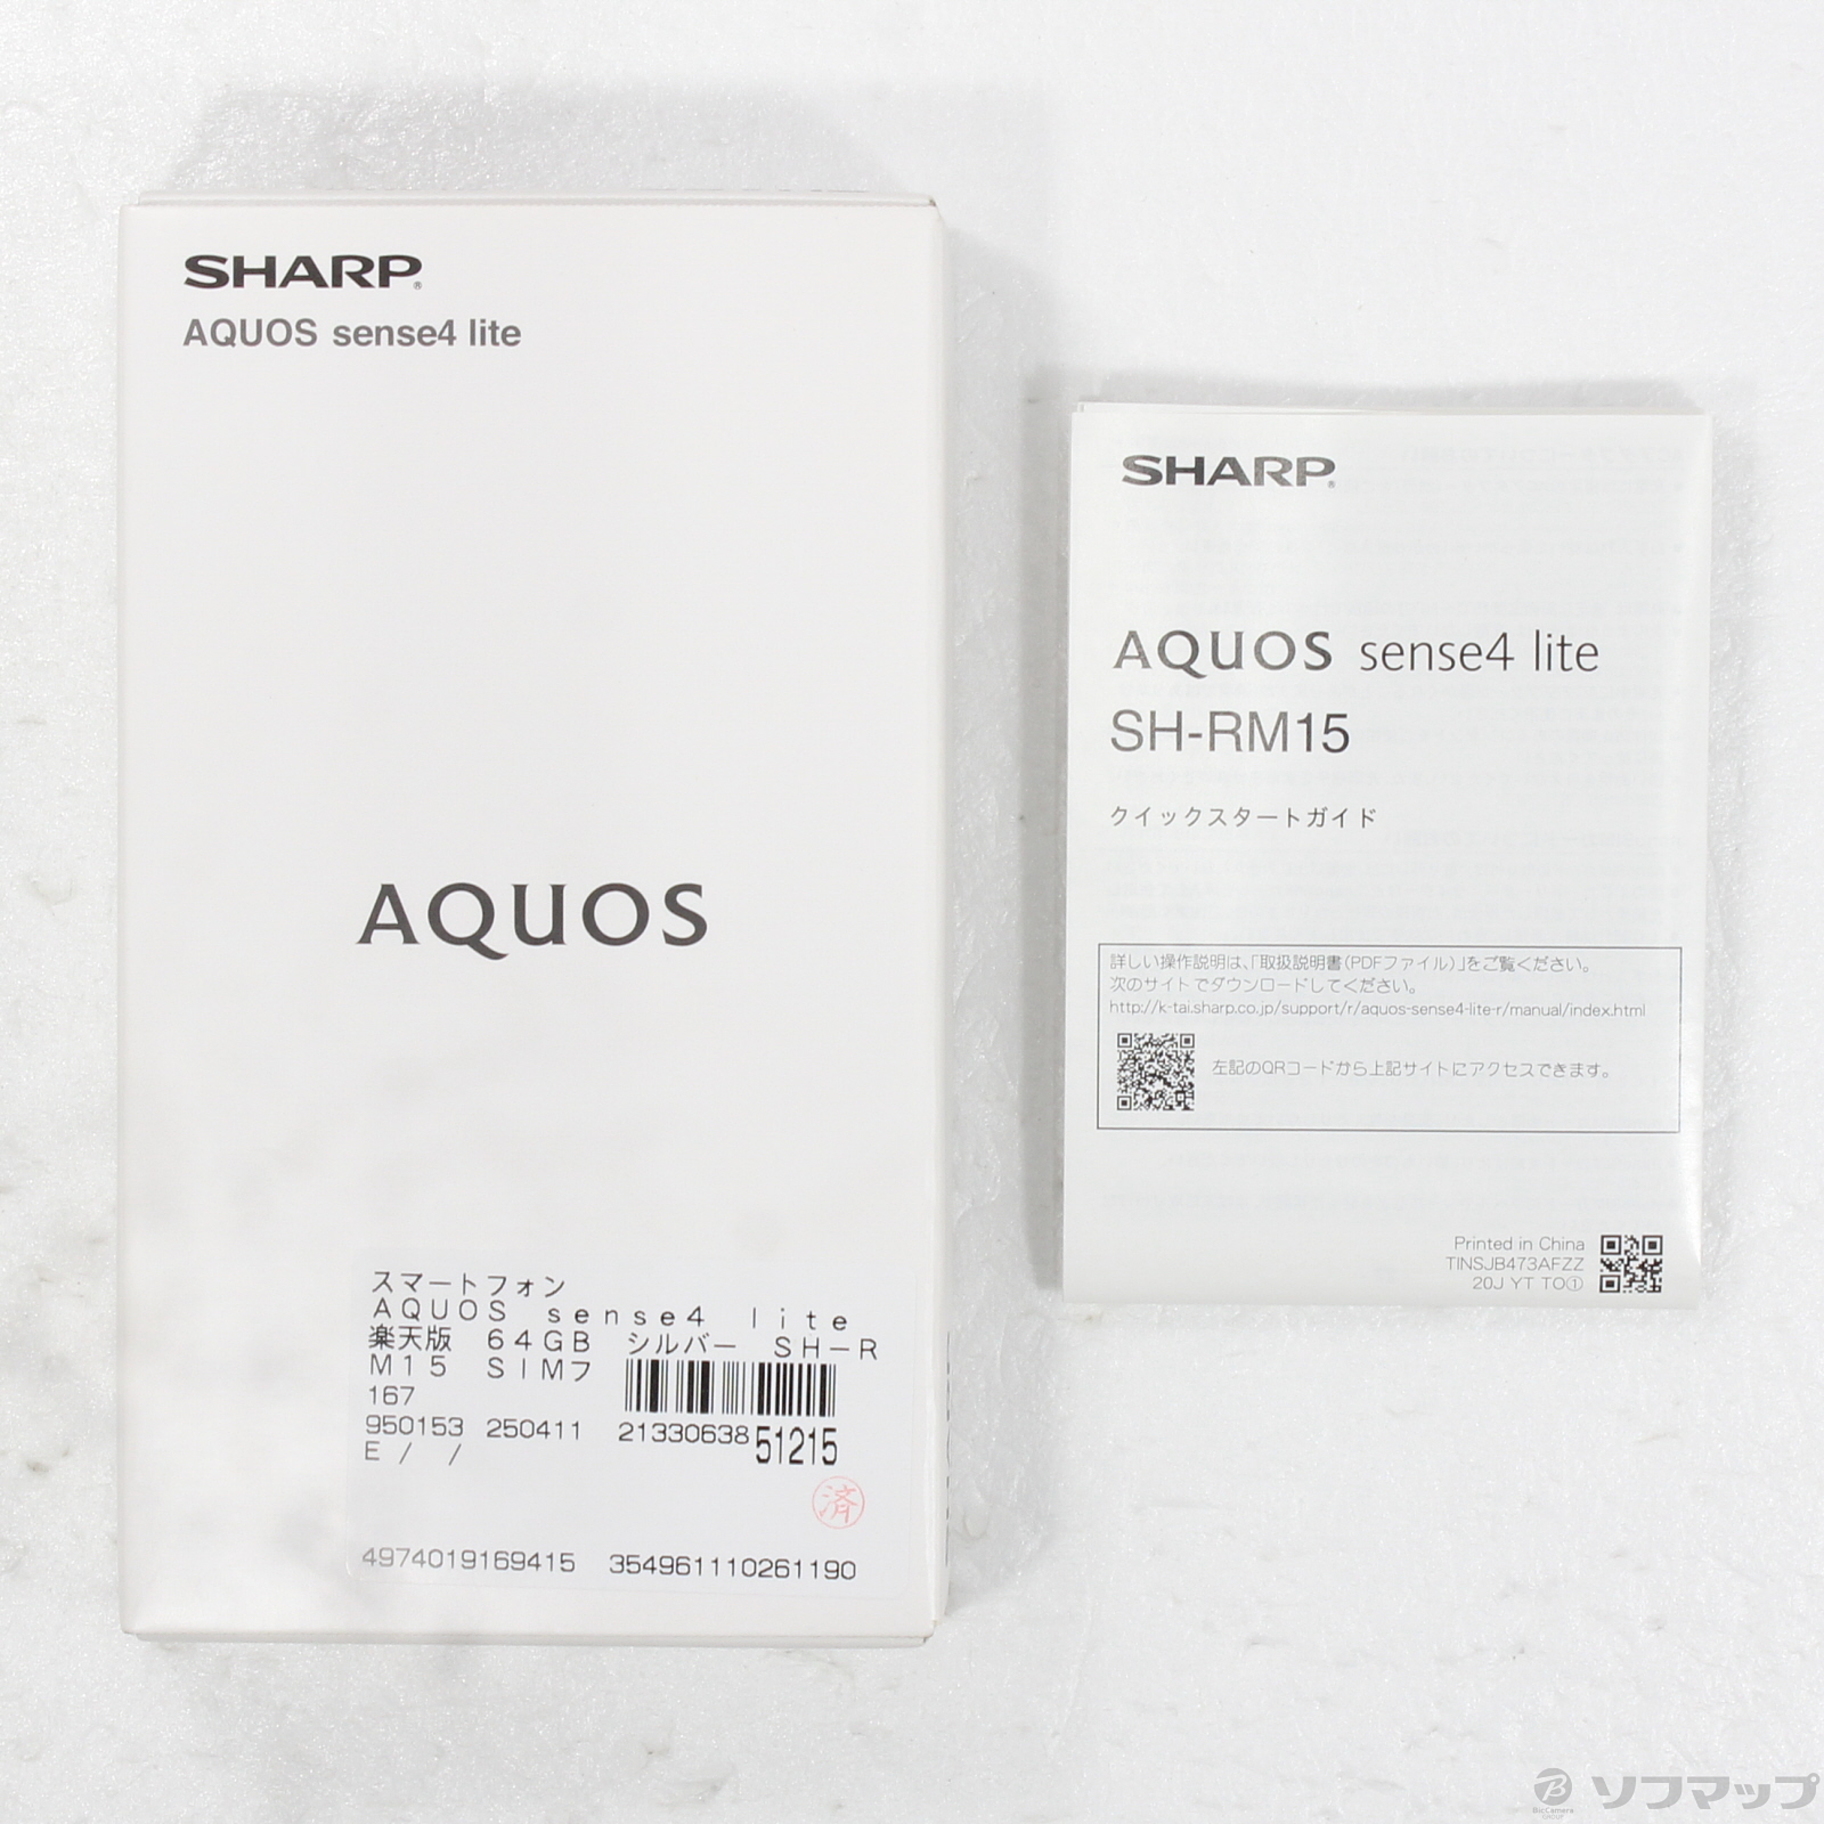 SHARP®
AQUOS sense4 lite
AQUOS
スマートフォン
AQUOS sense4 lite
楽天版 64GB シルバー SH-R
M15 SIMフ
167
950153 250411 2133063851215
E / /
済
4974019169415 354961110261190
SHARP®
AQUOS sense4 lite
SH-RM15
クイックスタートガイド
詳しい操作説明は、「取扱説明書(PDFファイル)」をご覧ください。
次のサイトでダウンロードしてください。
http://k-tai.sharp.co.jp/support/r/aquos-sense4-lite-r/manual/index.html
左記のQRコードから上記サイトにアクセスできます。
Printed in China
TINSJB473AFZZ
20J YT TO①
BicCamera GROUP
ソフマップ